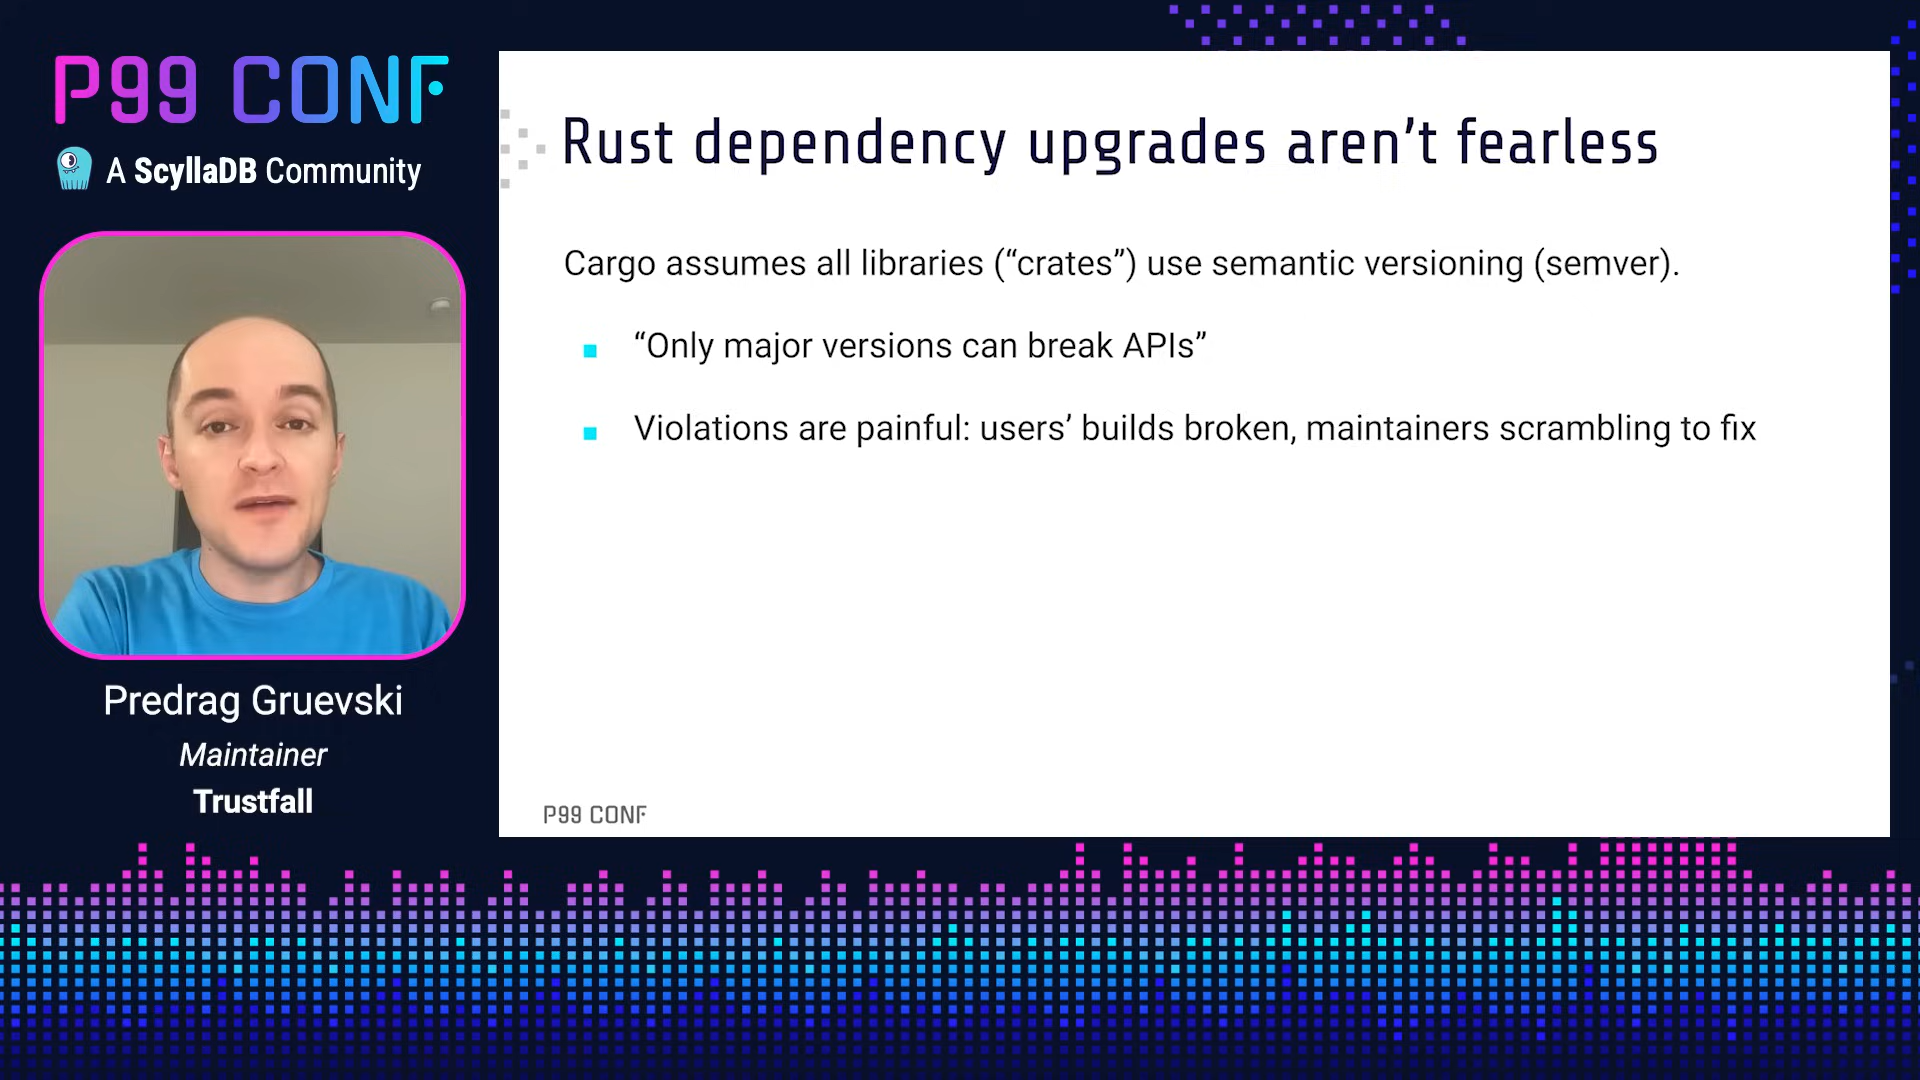 P99 CONF
A ScyllaDB Community
Predrag Gruevski
Maintainer
Trustfall
Rust dependency upgrades aren’t fearless
Cargo assumes all libraries (“crates”) use semantic versioning (semver).
“Only major versions can break APIs”
Violations are painful: users’ builds broken, maintainers scrambling to fix
P99 CONF